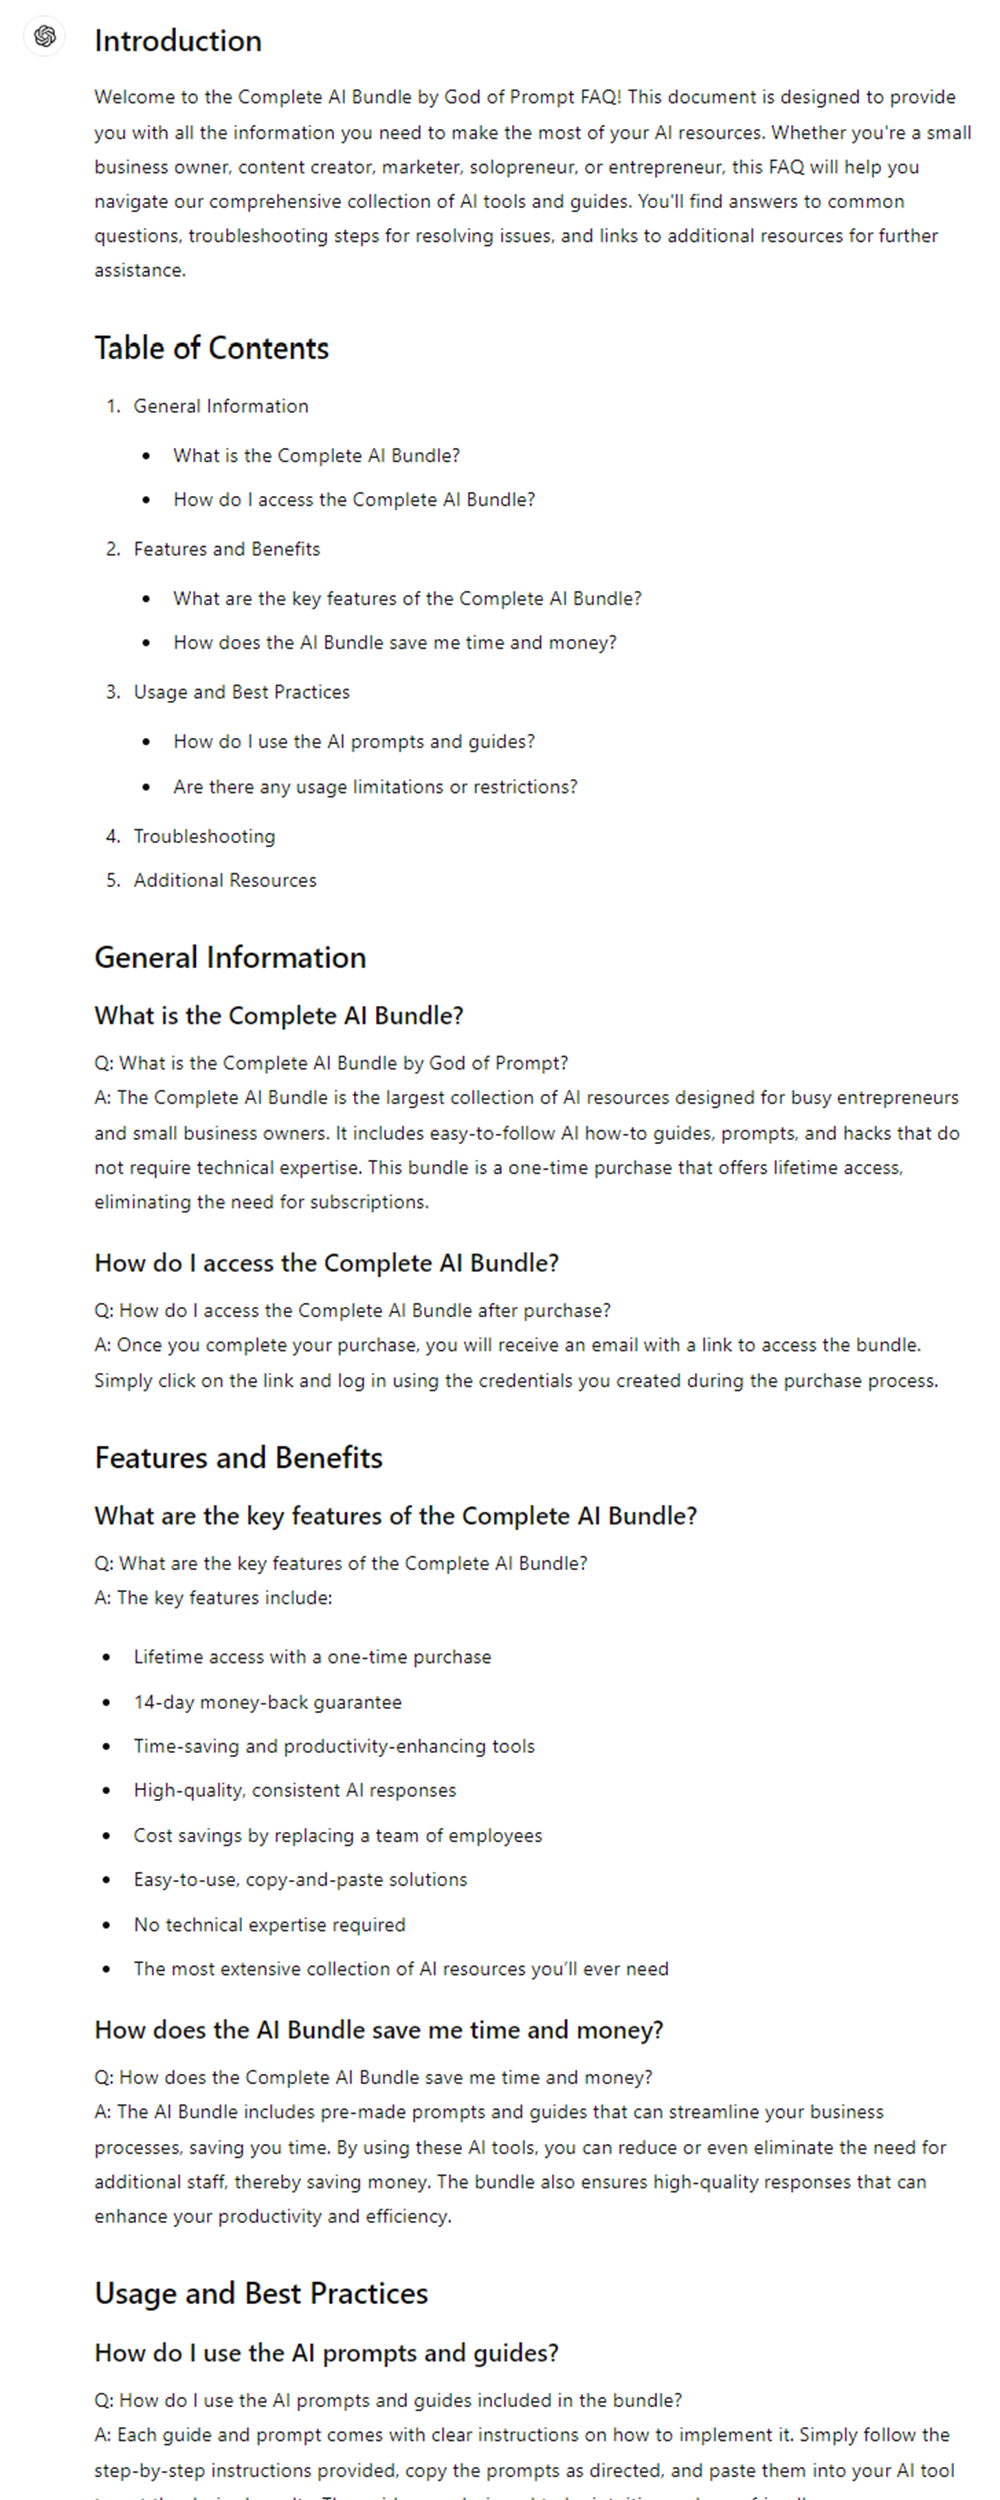 Introduction
Welcome to the Complete AI Bundle by God of Prompt FAQ! This document is designed to provide
you with all the information you need to make the most of your AI resources. Whether you're a small
business owner, content creator, marketer, solopreneur, or entrepreneur, this FAQ will help you
navigate our comprehensive collection of AI tools and guides. You'll find answers to common
questions, troubleshooting steps for resolving issues, and links to additional resources for further
assistance.
Table of Contents
1. General Information
• What is the Complete AI Bundle?
• How do I access the Complete AI Bundle?
2. Features and Benefits
• What are the key features of the Complete AI Bundle?
• How does the AI Bundle save me time and money?
3. Usage and Best Practices
• How do I use the AI prompts and guides?
• Are there any usage limitations or restrictions?
4. Troubleshooting
5. Additional Resources
General Information
What is the Complete AI Bundle?
Q: What is the Complete AI Bundle by God of Prompt?
A: The Complete AI Bundle is the largest collection of AI resources designed for busy entrepreneurs
and small business owners. It includes easy-to-follow AI how-to guides, prompts, and hacks that do
not require technical expertise. This bundle is a one-time purchase that offers lifetime access,
eliminating the need for subscriptions.
How do I access the Complete AI Bundle?
Q: How do I access the Complete AI Bundle after purchase?
A: Once you complete your purchase, you will receive an email with a link to access the bundle.
Simply click on the link and log in using the credentials you created during the purchase process.
Features and Benefits
What are the key features of the Complete AI Bundle?
Q: What are the key features of the Complete AI Bundle?
A: The key features include:
• Lifetime access with a one-time purchase
• 14-day money-back guarantee
• Time-saving and productivity-enhancing tools
• High-quality, consistent AI responses
• Cost savings by replacing a team of employees
• Easy-to-use, copy-and-paste solutions
• No technical expertise required
• The most extensive collection of AI resources you’ll ever need
How does the AI Bundle save me time and money?
Q: How does the Complete AI Bundle save me time and money?
A: The AI Bundle includes pre-made prompts and guides that can streamline your business
processes, saving you time. By using these AI tools, you can reduce or even eliminate the need for
additional staff, thereby saving money. The bundle also ensures high-quality responses that can
enhance your productivity and efficiency.
Usage and Best Practices
How do I use the AI prompts and guides?
Q: How do I use the AI prompts and guides included in the bundle?
A: Each guide and prompt comes with clear instructions on how to implement it. Simply follow the
step-by-step instructions provided, copy the prompts as directed, and paste them into your AI tool